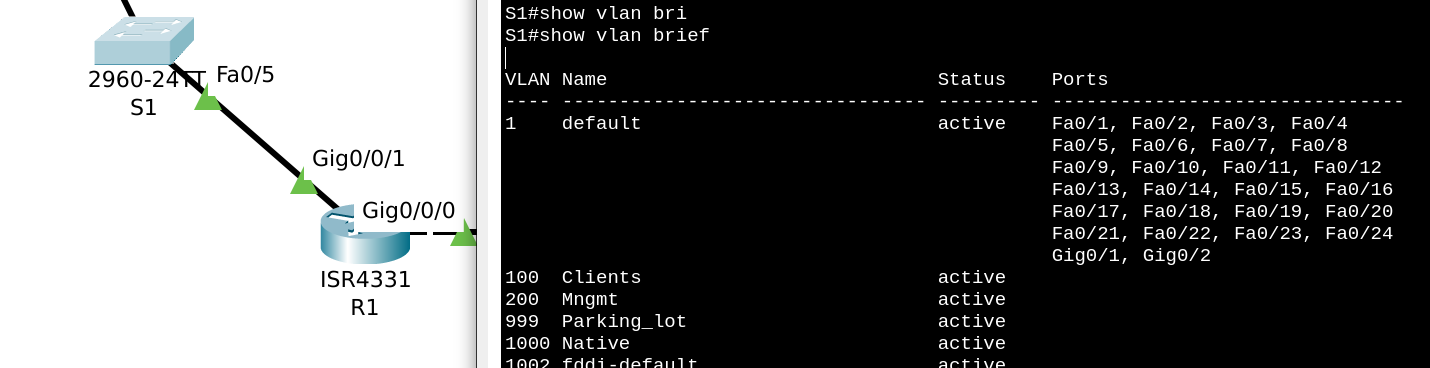 2960-24TT
Fa0/5
S1
Gig0/0/1
Gig0/0/0
ISR4331
R1
S1#show vlan bri
S1#show vlan brief
VLAN Name                             Status    Ports
---- -------------------------------- --------- -------------------------------
1    default                          active    Fa0/1, Fa0/2, Fa0/3, Fa0/4
                                                Fa0/5, Fa0/6, Fa0/7, Fa0/8
                                                Fa0/9, Fa0/10, Fa0/11, Fa0/12
                                                Fa0/13, Fa0/14, Fa0/15, Fa0/16
                                                Fa0/17, Fa0/18, Fa0/19, Fa0/20
                                                Fa0/21, Fa0/22, Fa0/23, Fa0/24
                                                Gig0/1, Gig0/2
100  Clients                          active
200  Mngmt                            active
999  Parking_lot                      active
1000 Native                           active
1002 fddi-default                     active